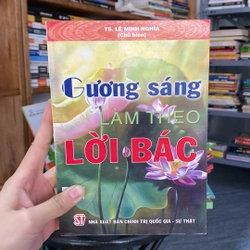 TS. LÊ MINH NGHĨA
(Chủ biên)
Gương sáng
LÀM THEO
LỜI BÁC
NHÀ XUẤT BẢN CHÍNH TRỊ QUỐC GIA - SỰ THẬT